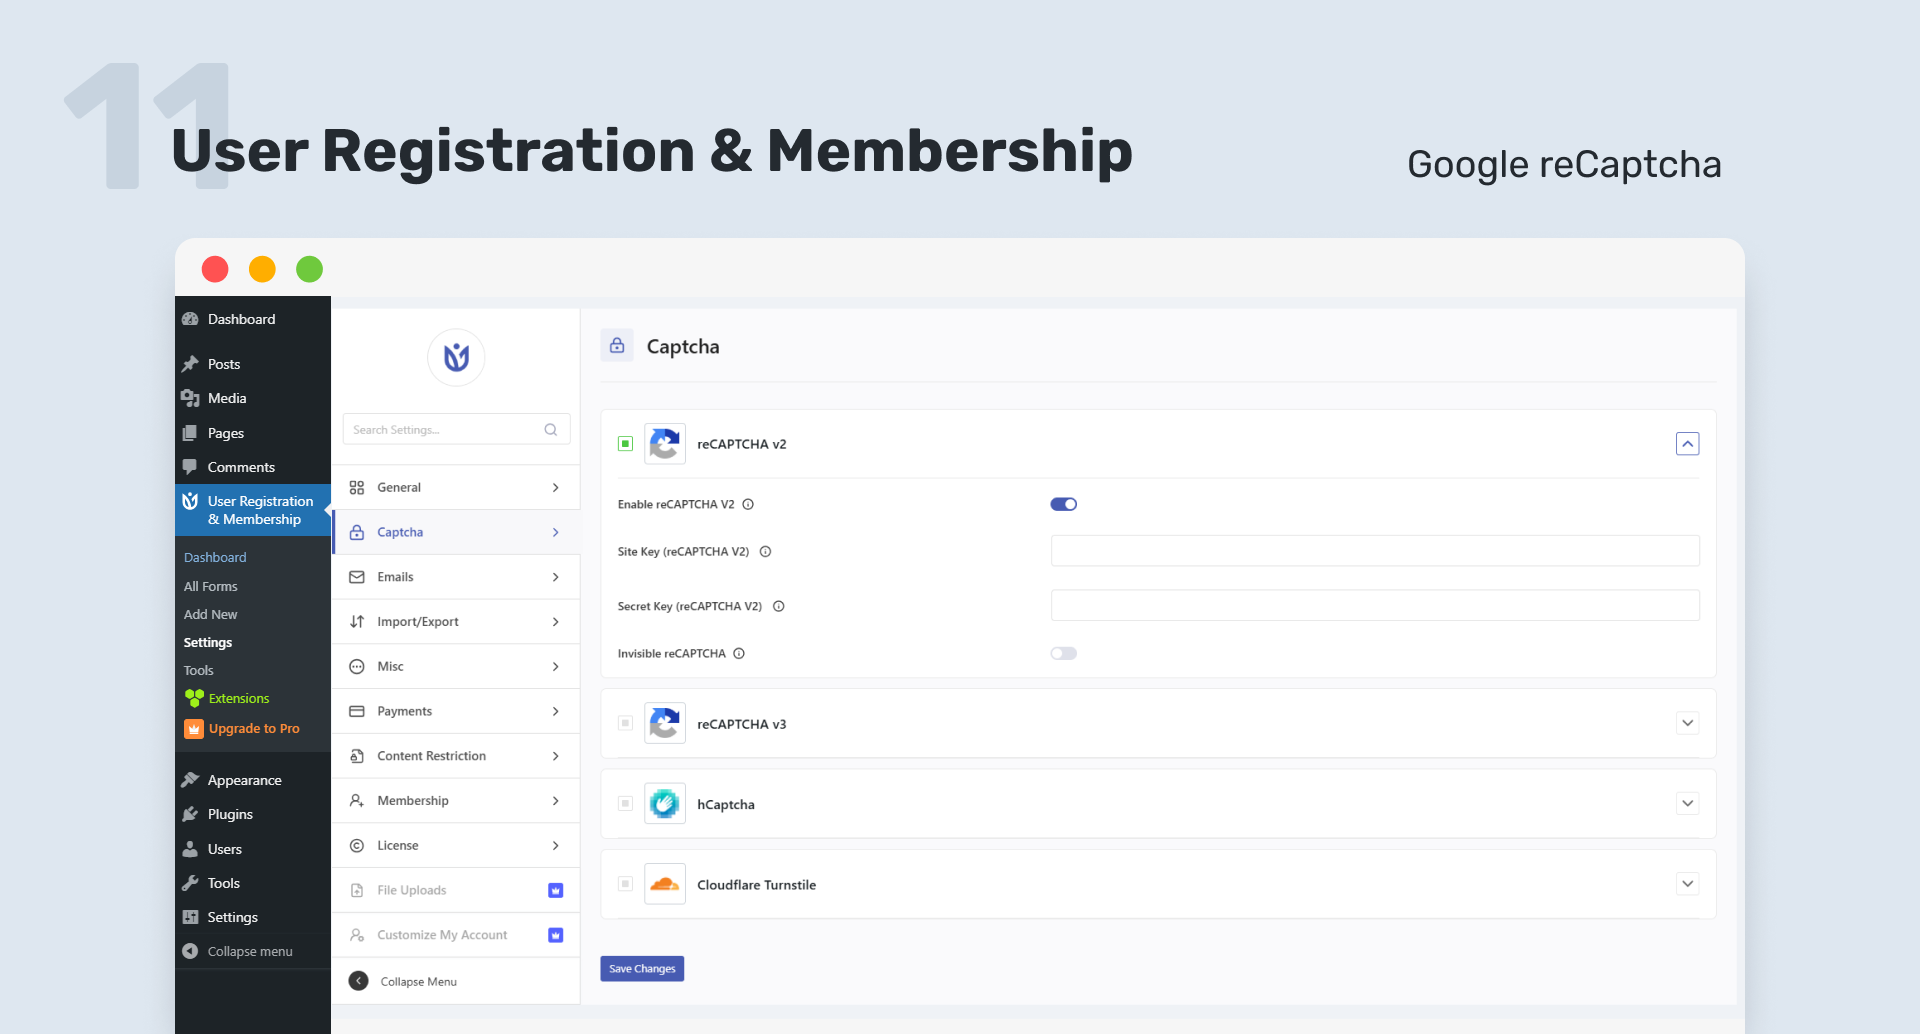 11
User Registration & Membership
Google reCaptcha
Dashboard
Posts
Media
Pages
Comments
User Registration
& Membership
Dashboard
All Forms
Add New
Settings
Tools
Extensions
Upgrade to Pro
Appearance
Plugins
Users
Tools
Settings
Collapse menu
Search Settings...
General
Captcha
Emails
Import/Export
Misc
Payments
Content Restriction
Membership
License
File Uploads
Customize My Account
Collapse Menu
Captcha
reCAPTCHA v2
Enable reCAPTCHA V2
Site Key (reCAPTCHA V2)
Secret Key (reCAPTCHA V2)
Invisible reCAPTCHA
reCAPTCHA v3
hCaptcha
Cloudflare Turnstile
Save Changes